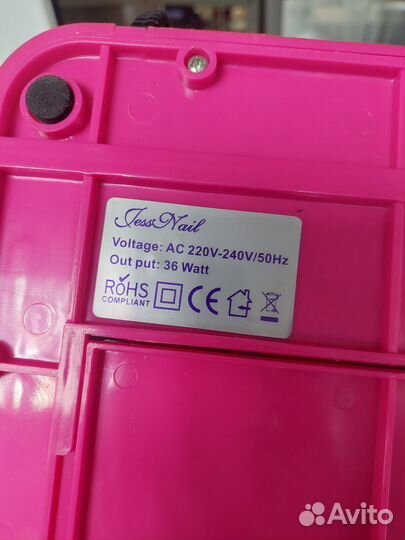 JessNail
Voltage: AC 220V-240V/50Hz
Out put: 36 Watt
RoHS
COMPLIANT
CE
Avito